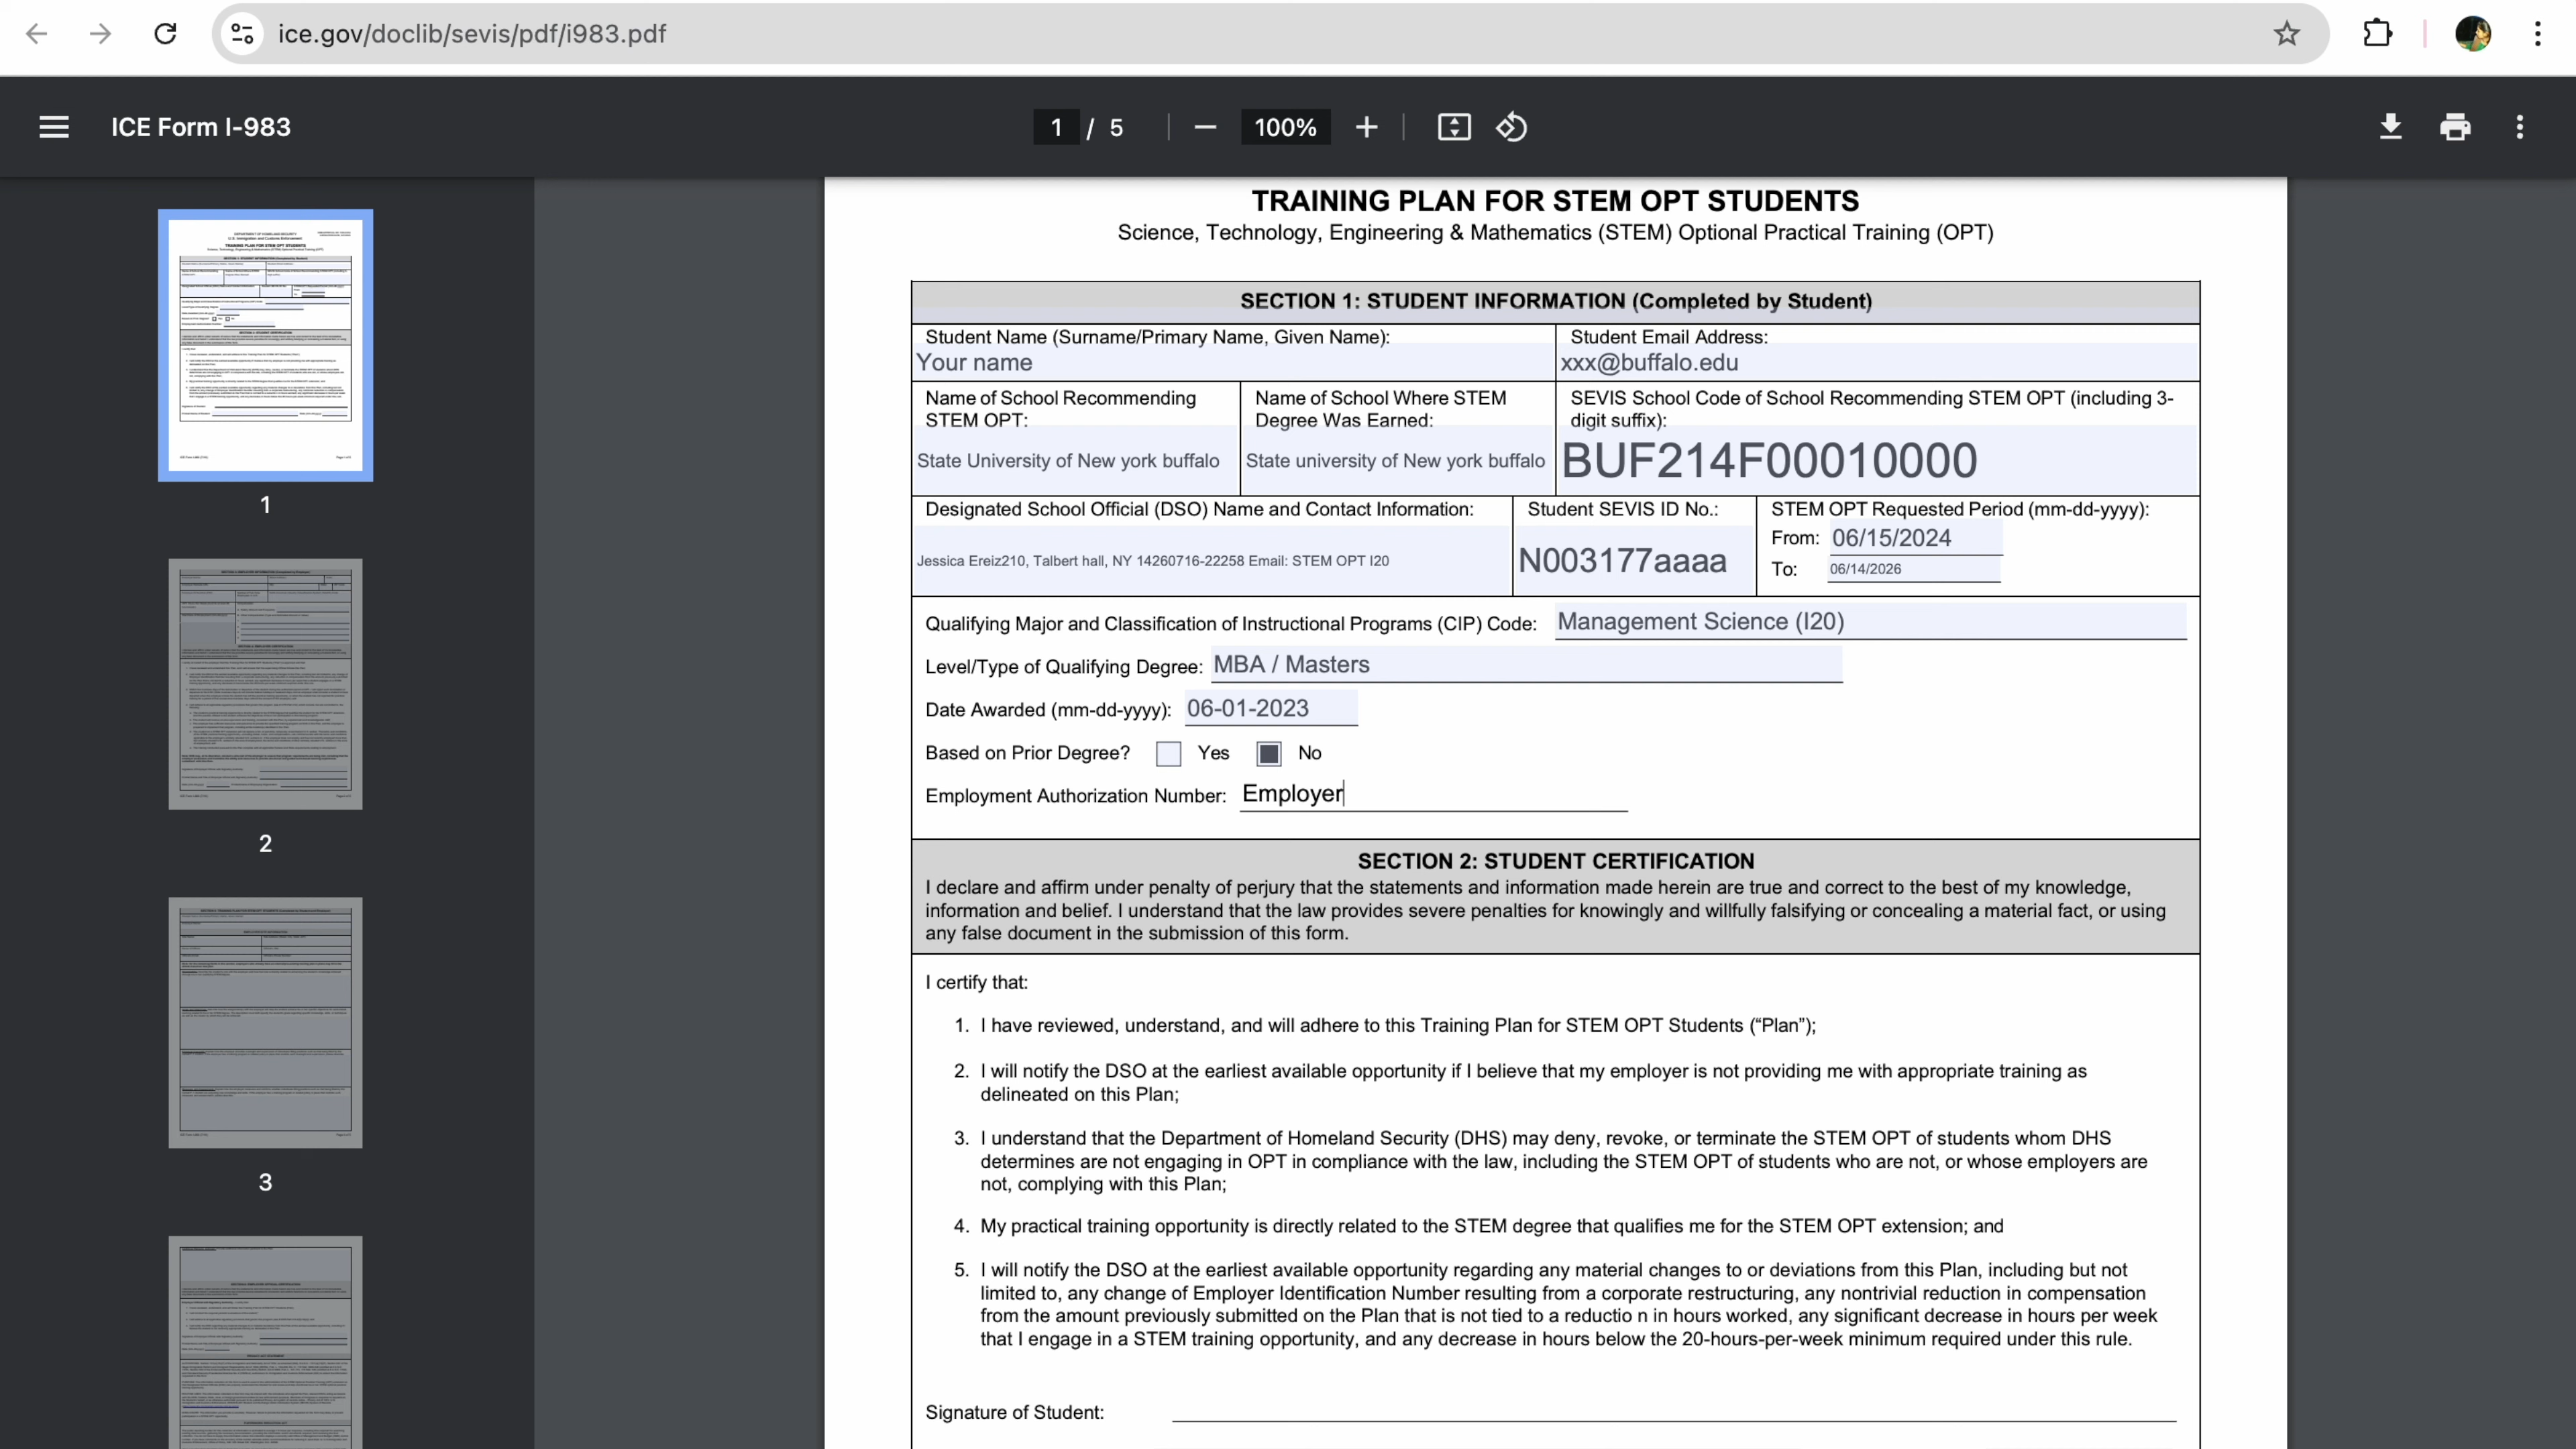 ice.gov/doclib/sevis/pdf/i983.pdf
ICE Form I-983
1 / 5
100%
TRAINING PLAN FOR STEM OPT STUDENTS
Science, Technology, Engineering & Mathematics (STEM) Optional Practical Training (OPT)
SECTION 1: STUDENT INFORMATION (Completed by Student)
Student Name (Surname/Primary Name, Given Name):
Your name
Student Email Address:
xxx@buffalo.edu
Name of School Recommending
STEM OPT:
State University of New york buffalo
Name of School Where STEM
Degree Was Earned:
State university of New york buffalo
SEVIS School Code of School Recommending STEM OPT (including 3-
digit suffix):
BUF214F00010000
Designated School Official (DSO) Name and Contact Information:
Jessica Ereiz210, Talbert hall, NY 14260716-22258 Email: STEM OPT I20
Student SEVIS ID No.:
N003177aaaa
STEM OPT Requested Period (mm-dd-yyyy):
From: 06/15/2024
To: 06/14/2026
Qualifying Major and Classification of Instructional Programs (CIP) Code: Management Science (I20)
Level/Type of Qualifying Degree: MBA / Masters
Date Awarded (mm-dd-yyyy): 06-01-2023
Based on Prior Degree? Yes No
Employment Authorization Number: Employer
SECTION 2: STUDENT CERTIFICATION
I declare and affirm under penalty of perjury that the statements and information made herein are true and correct to the best of my knowledge,
information and belief. I understand that the law provides severe penalties for knowingly and willfully falsifying or concealing a material fact, or using
any false document in the submission of this form.
I certify that:
1. I have reviewed, understand, and will adhere to this Training Plan for STEM OPT Students (“Plan”);
2. I will notify the DSO at the earliest available opportunity if I believe that my employer is not providing me with appropriate training as
delineated on this Plan;
3. I understand that the Department of Homeland Security (DHS) may deny, revoke, or terminate the STEM OPT of students whom DHS
determines are not engaging in OPT in compliance with the law, including the STEM OPT of students who are not, or whose employers are
not, complying with this Plan;
4. My practical training opportunity is directly related to the STEM degree that qualifies me for the STEM OPT extension; and
5. I will notify the DSO at the earliest available opportunity regarding any material changes to or deviations from this Plan, including but not
limited to, any change of Employer Identification Number resulting from a corporate restructuring, any nontrivial reduction in compensation
from the amount previously submitted on the Plan that is not tied to a reductio n in hours worked, any significant decrease in hours per week
that I engage in a STEM training opportunity, and any decrease in hours below the 20-hours-per-week minimum required under this rule.
Signature of Student:
1
2
3